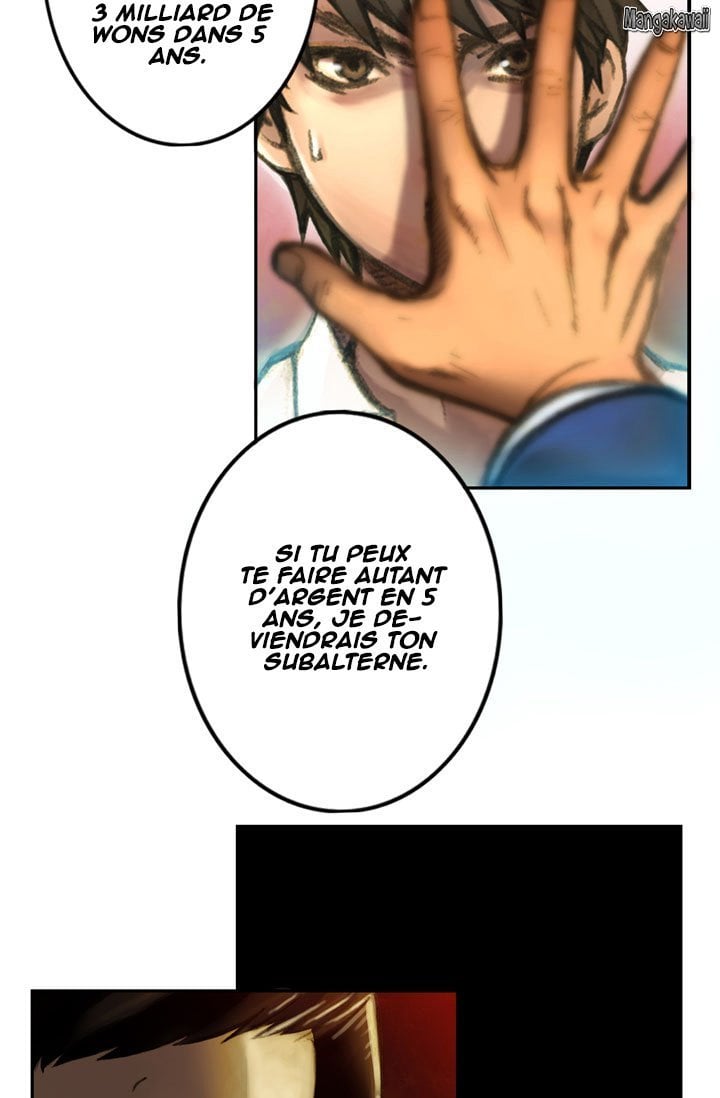 3 MILLIARD DE
WONS DANS 5
ANS.
Mangakawaii
SI TU PEUX
TE FAIRE AUTANT
D'ARGENT EN 5
ANS, JE DE-
VIENDRAIS TON
SUBALTERNE.